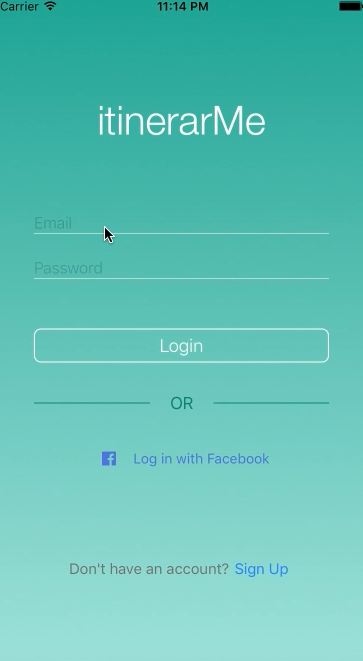 Carrier 11:14 PM
itinerarMe
Email
Password
Login
OR
Log in with Facebook
Don't have an account? Sign Up